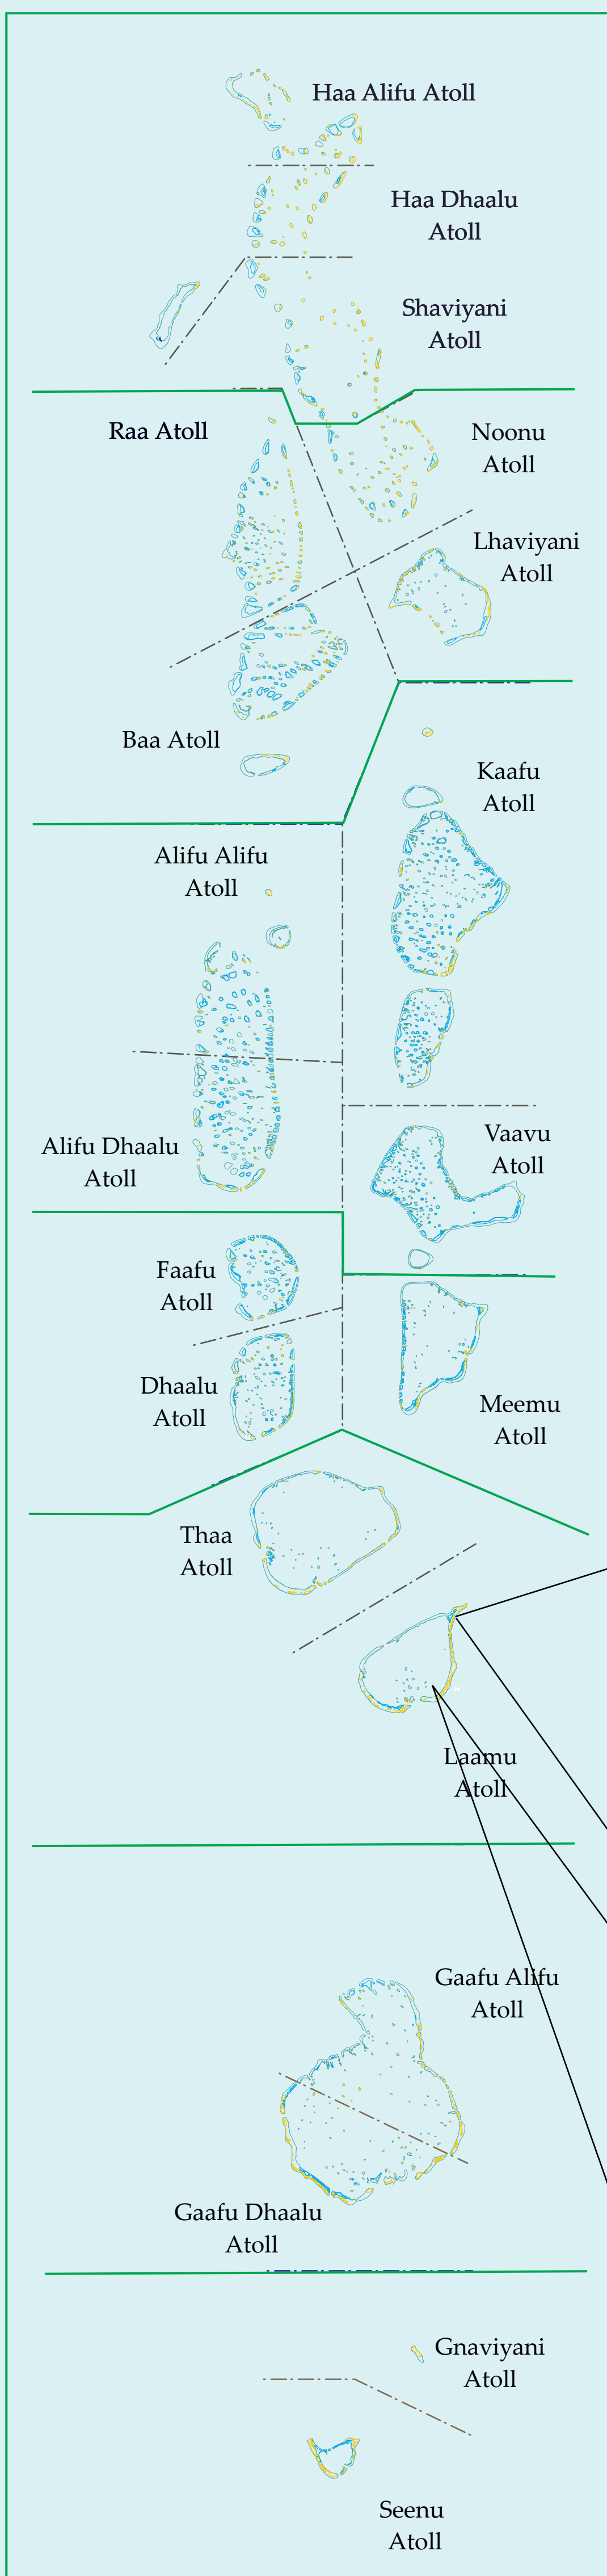 Haa Alifu Atoll
Haa Dhaalu
Atoll
Shaviyani
Atoll
Raa Atoll
Noonu
Atoll
Lhaviyani
Atoll
Baa Atoll
Kaafu
Atoll
Alifu Alifu
Atoll
Vaavu
Atoll
Alifu Dhaalu
Atoll
Faafu
Atoll
Dhaalu
Atoll
Meemu
Atoll
Thaa
Atoll
Laamu
Atoll
Gaafu Alifu
Atoll
Gaafu Dhaalu
Atoll
Gnaviyani
Atoll
Seenu
Atoll